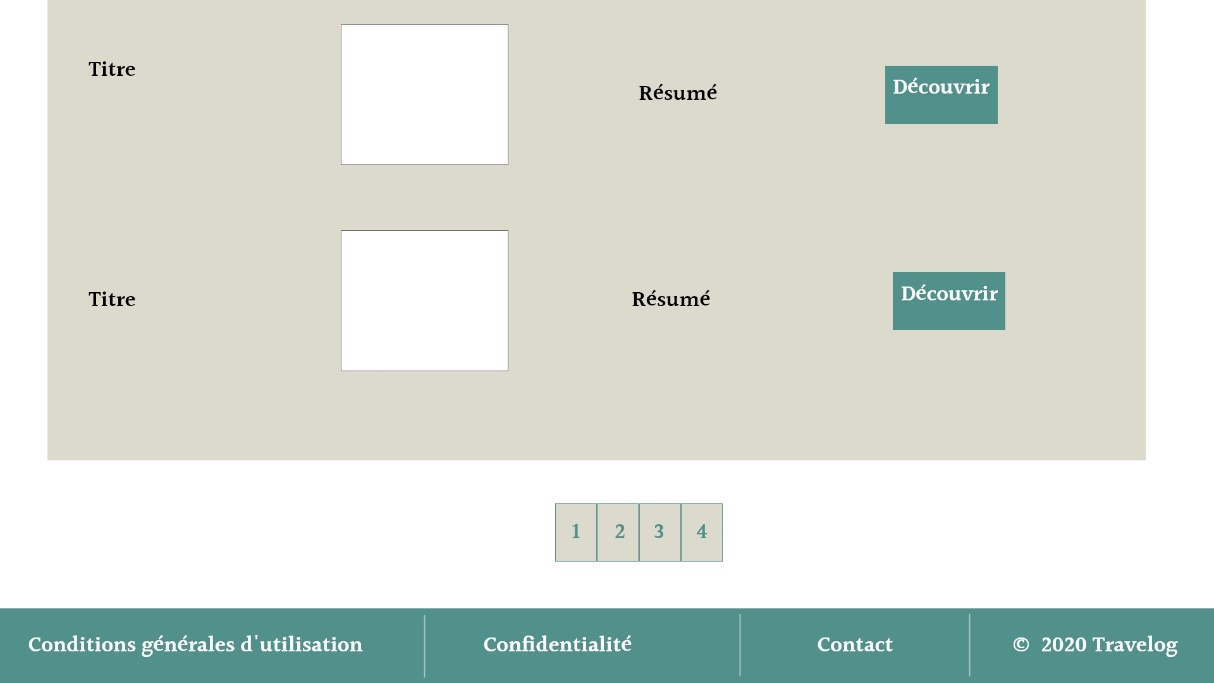 Titre
Résumé
Découvrir
Titre
Résumé
Découvrir
1 2 3 4
Conditions générales d'utilisation Confidentialité Contact © 2020 Travelog